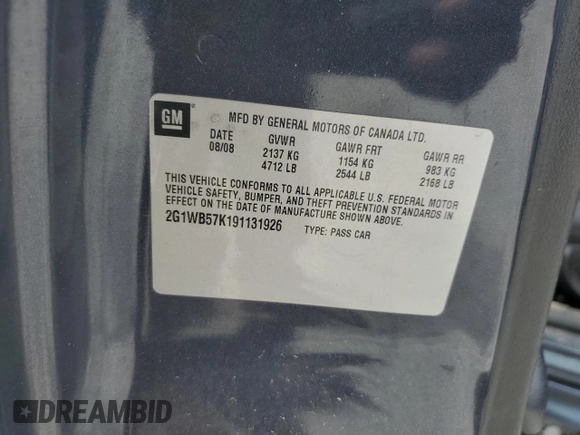 GM
MFD BY GENERAL MOTORS OF CANADA LTD.
DATE GVWR GAWR FRT GAWR RR
08/08 2137 KG 1154 KG 983 KG
4712 LB 2544 LB 2168 LB
THIS VEHICLE CONFORMS TO ALL APPLICABLE U.S. FEDERAL MOTOR
VEHICLE SAFETY, BUMPER, AND THEFT PREVENTION STANDARDS IN
EFFECT ON THE DATE OF MANUFACTURE SHOWN ABOVE.
2G1WB57K191131926 TYPE: PASS CAR
DREAMBID